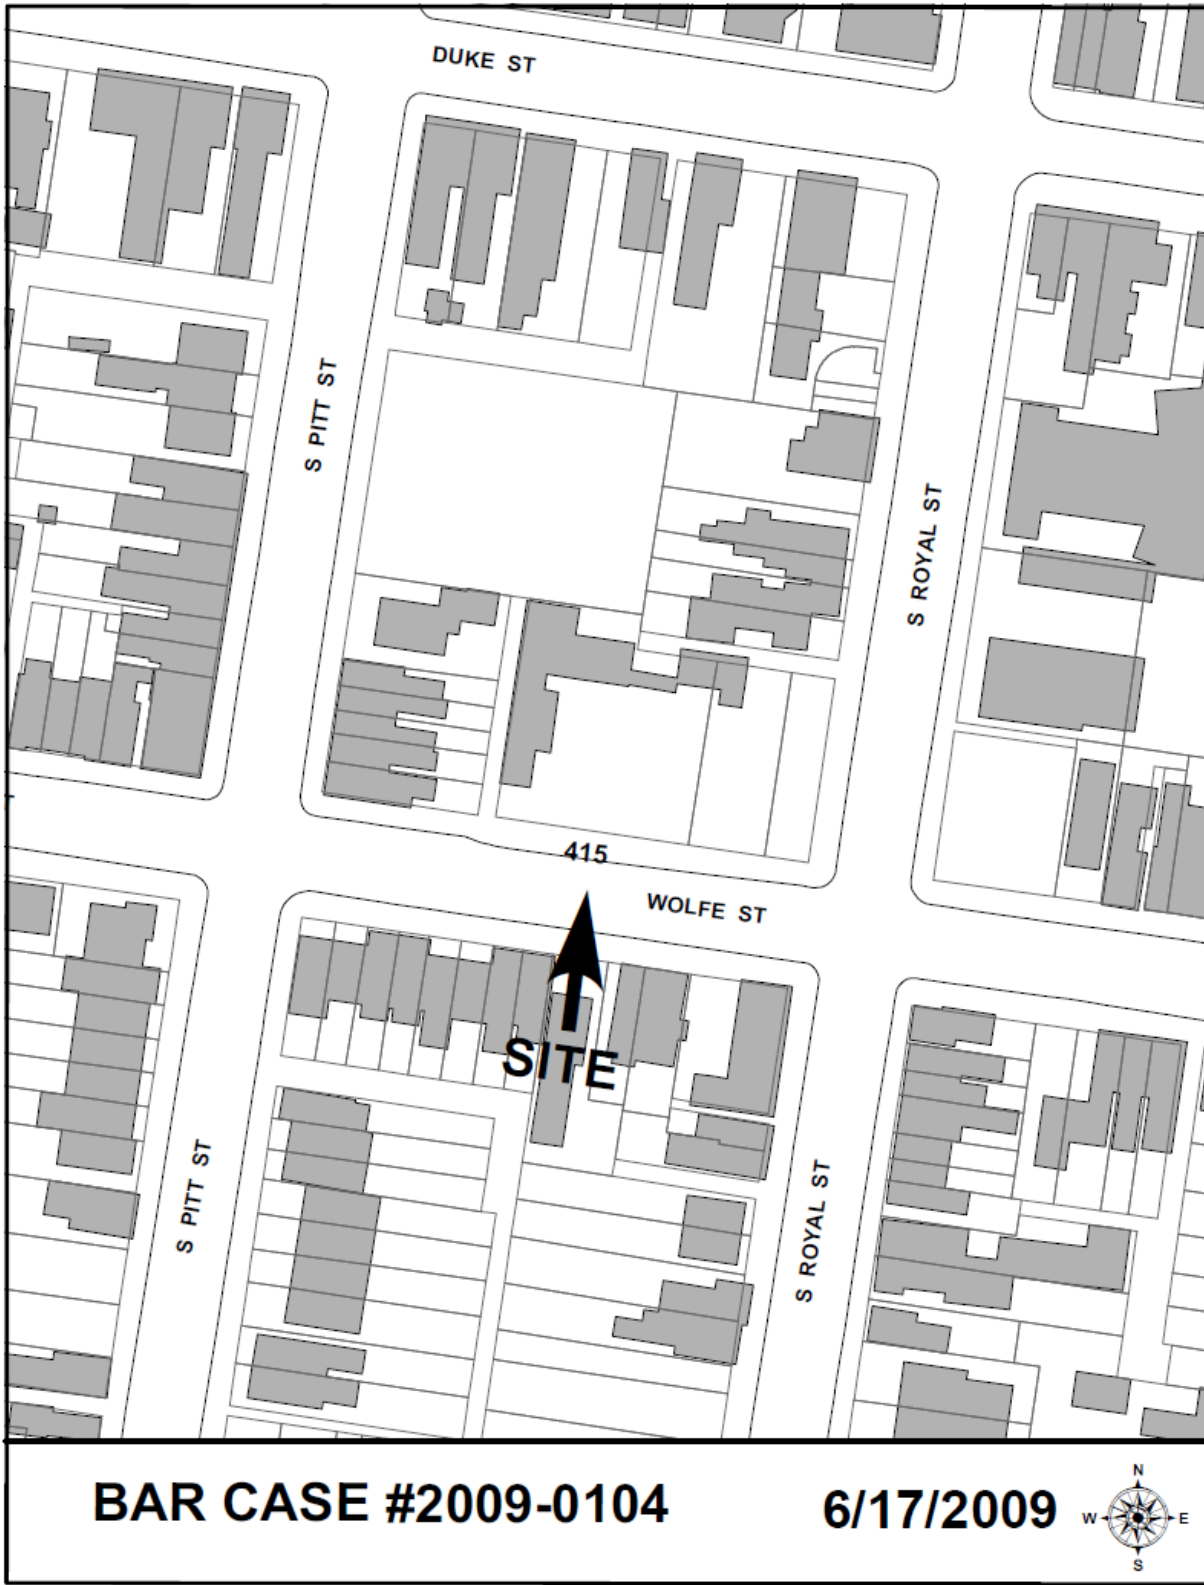 DUKE ST
S PITT ST
S ROYAL ST
415
WOLFE ST
SITE
S PITT ST
S ROYAL ST
BAR CASE #2009-0104
6/17/2009
N
W E
S